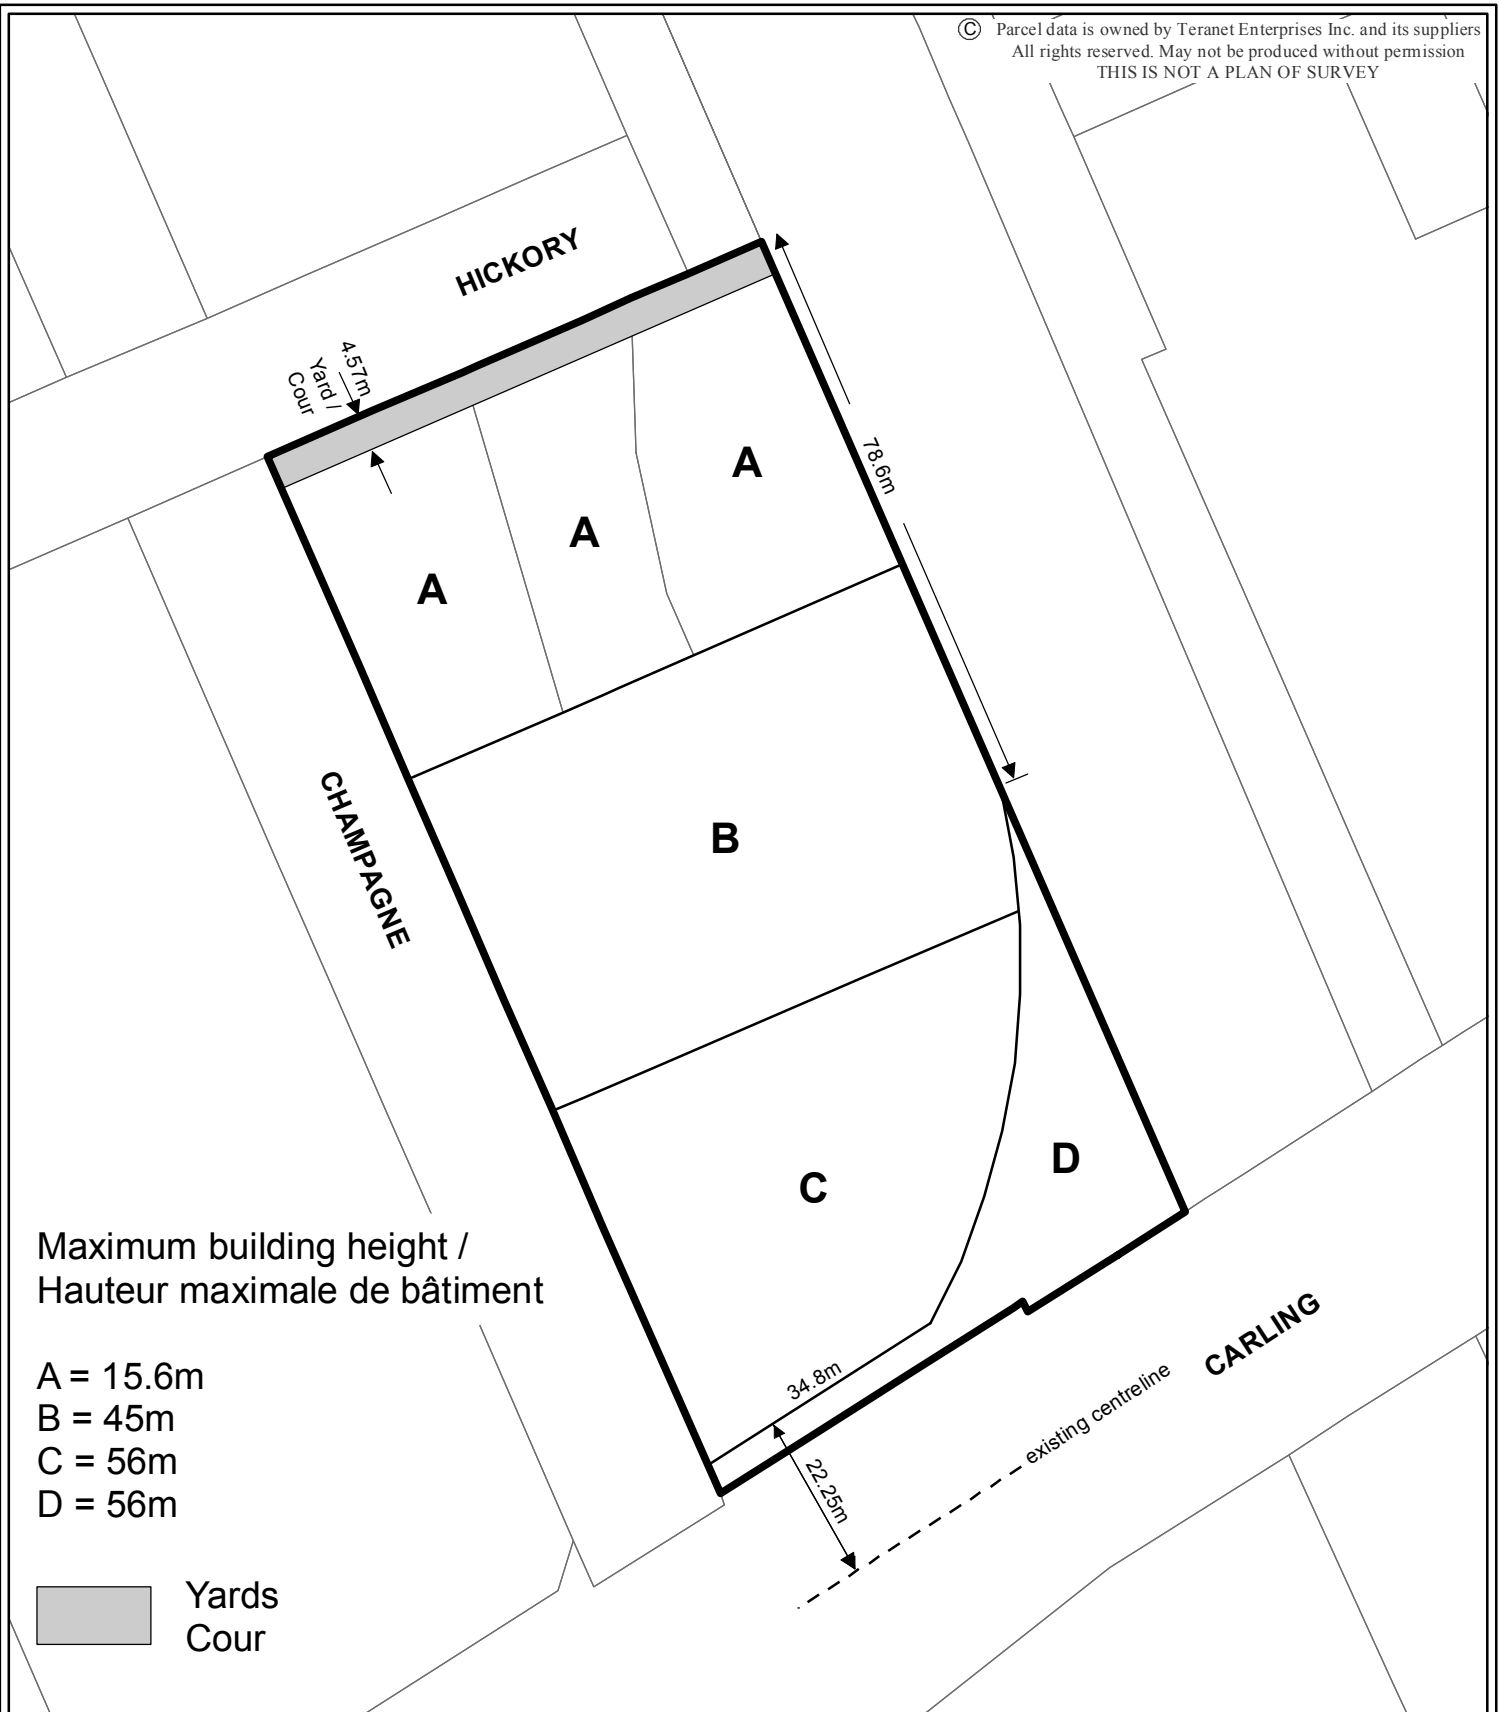 © Parcel data is owned by Teranet Enterprises Inc. and its suppliers
All rights reserved. May not be produced without permission
THIS IS NOT A PLAN OF SURVEY
HICKORY
4.57m
Yard /
Cour
A
A
A
78.6m
B
CHAMPAGNE
C
D
34.8m
22.25m
existing centreline
CARLING
Maximum building height /
Hauteur maximale de bâtiment
A = 15.6m
B = 45m
C = 56m
D = 56m
Yards
Cour